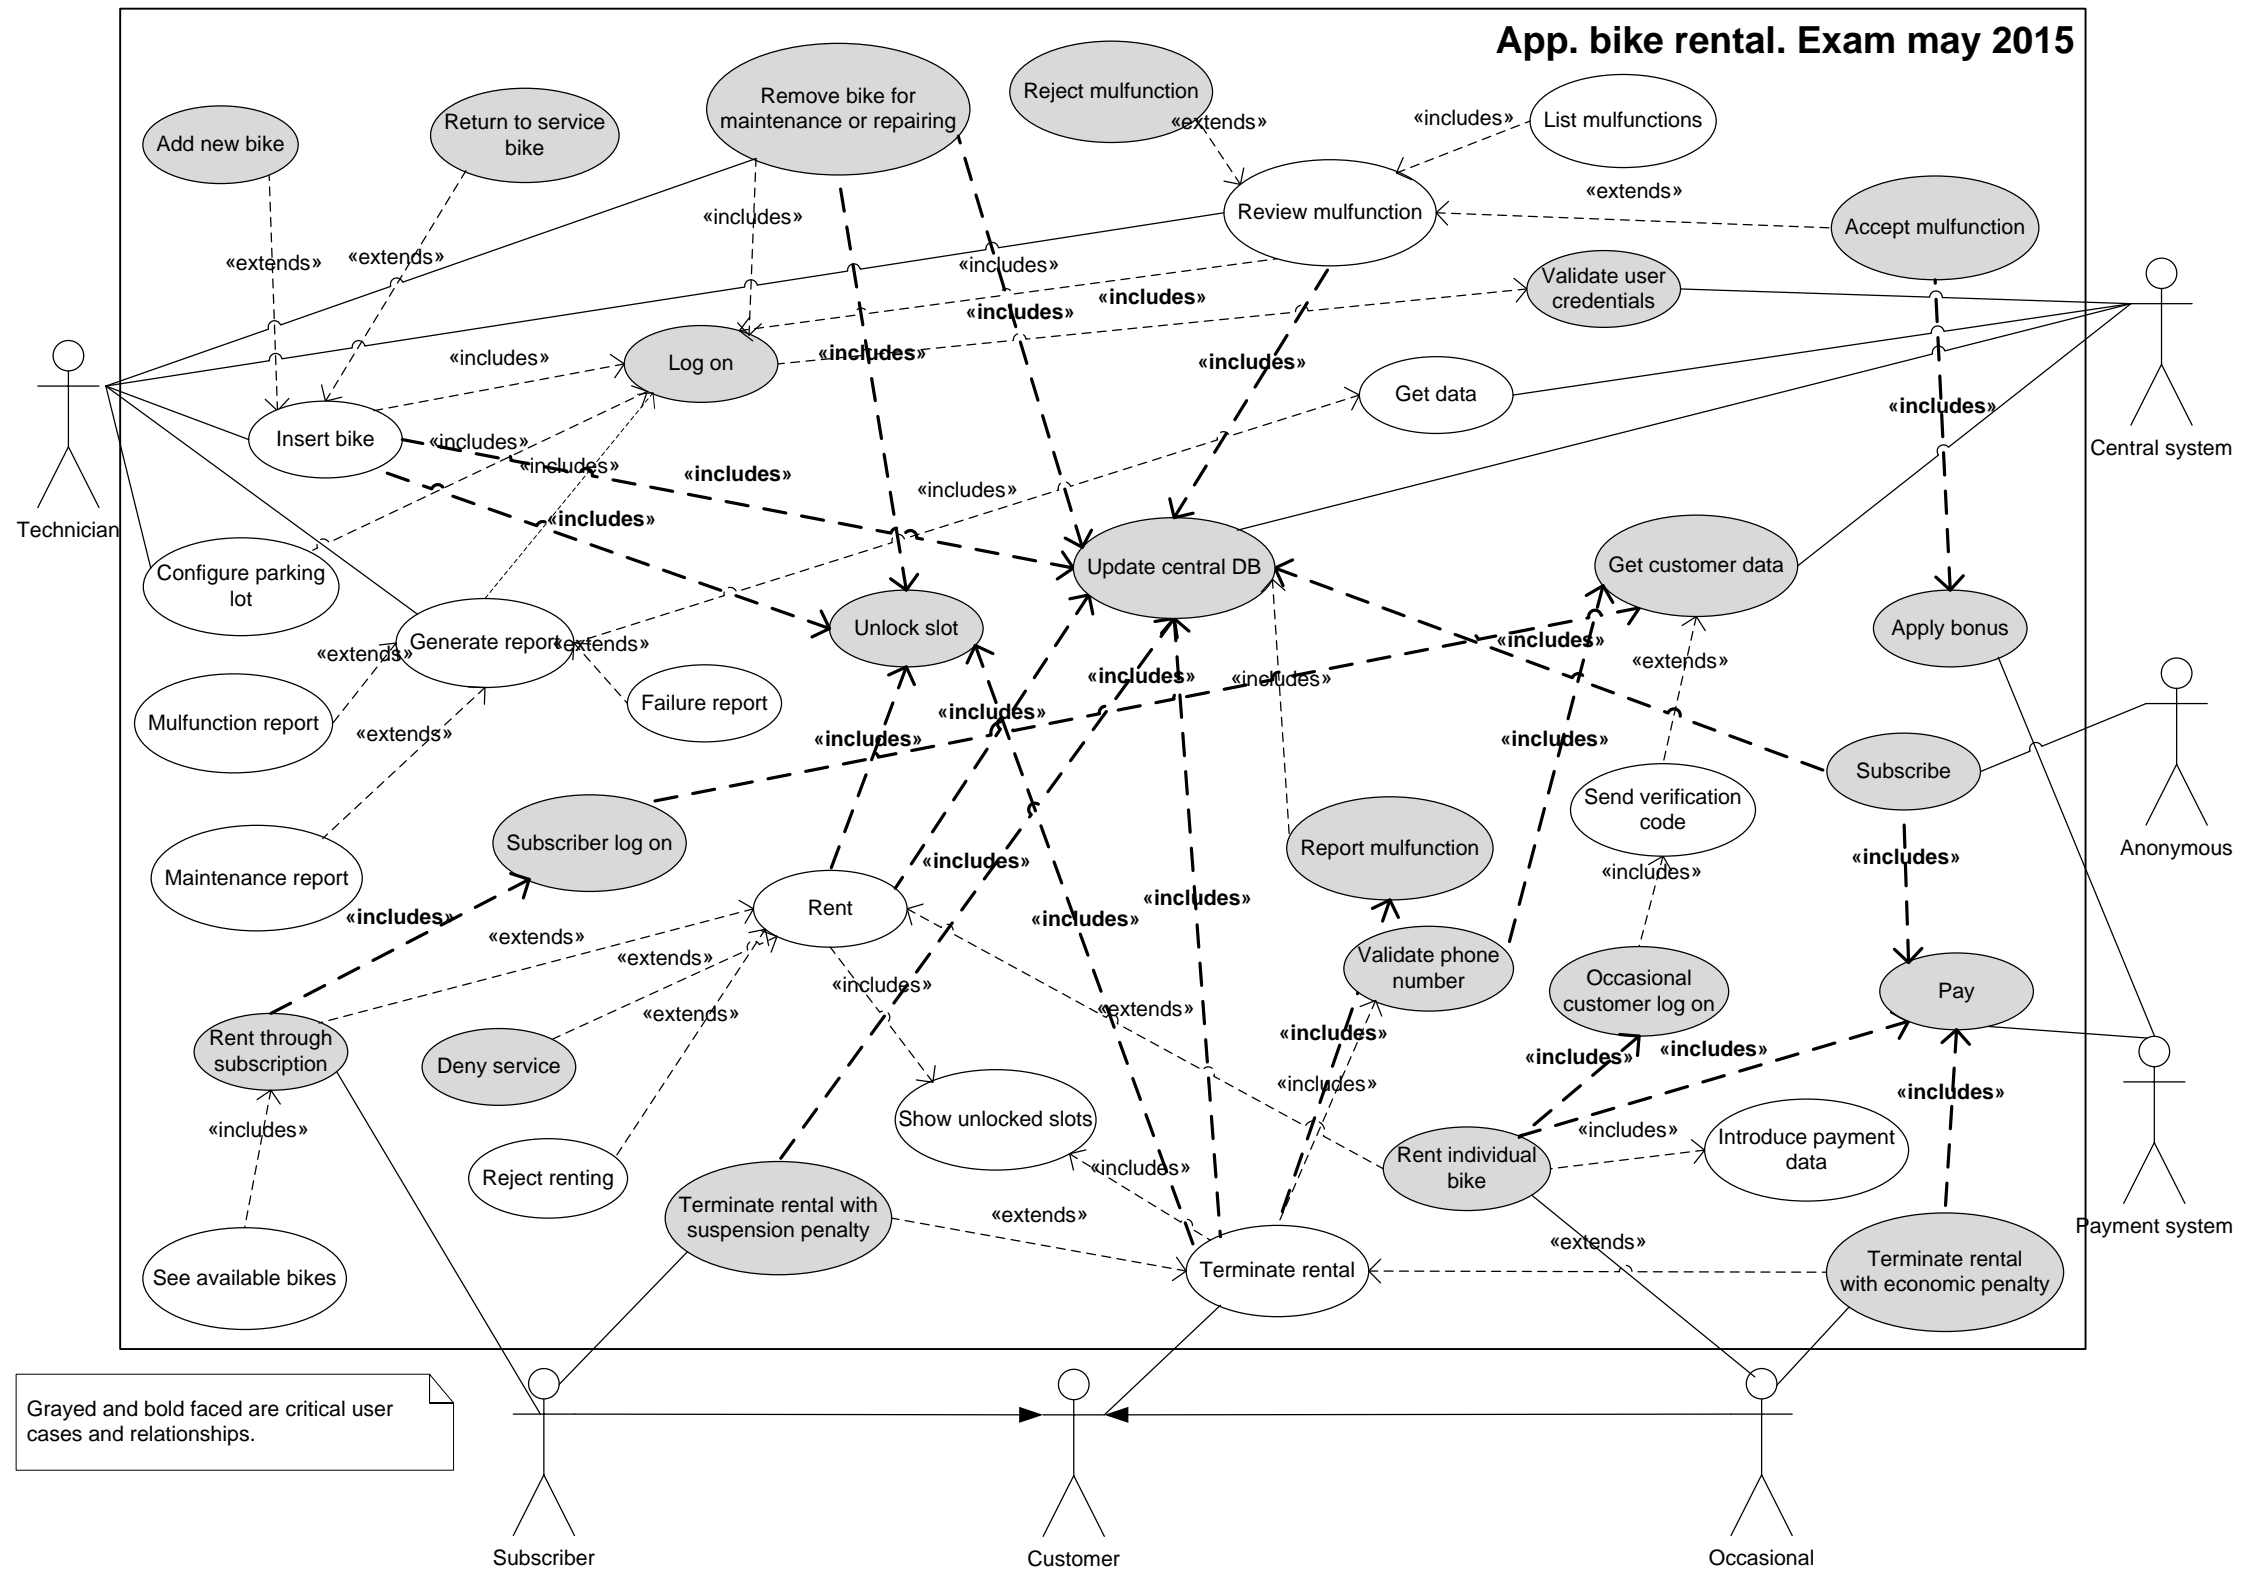 App. bike rental. Exam may 2015
Remove bike for
maintenance or repairing
Reject mulfunction
«extends»
«includes»
List mulfunctions
Add new bike
Return to service
bike
«extends»
«includes»
Review mulfunction
Accept mulfunction
«extends»
«extends»
«includes»
Validate user
credentials
«includes»
«includes»
Log on
«includes»
«includes»
«includes»
Get data
«includes»
Central system
Insert bike
«includes»
«includes»
«includes»
«includes»
«includes»
Technician
Configure parking
lot
Update central DB
Get customer data
Unlock slot
Apply bonus
Generate report
«extends»
«extends»
«includes»
«extends»
«includes»
«includes»
Mulfunction report
Failure report
«extends»
«includes»
«includes»
«includes»
Subscribe
Send verification
code
Subscriber log on
Report mulfunction
Anonymous
Maintenance report
«includes»
«includes»
«includes»
«includes»
«includes»
«includes»
Rent
«extends»
«extends»
«includes»
Validate phone
number
Occasional
customer log on
Pay
«extends»
«extends»
«includes»
«includes»
«includes»
Rent through
subscription
Deny service
«includes»
«includes»
«includes»
Show unlocked slots
«includes»
Introduce payment
data
Reject renting
«includes»
Rent individual
bike
Terminate rental with
suspension penalty
«extends»
Payment system
See available bikes
Terminate rental
«extends»
Terminate rental
with economic penalty
Grayed and bold faced are critical user
cases and relationships.
Subscriber
Customer
Occasional